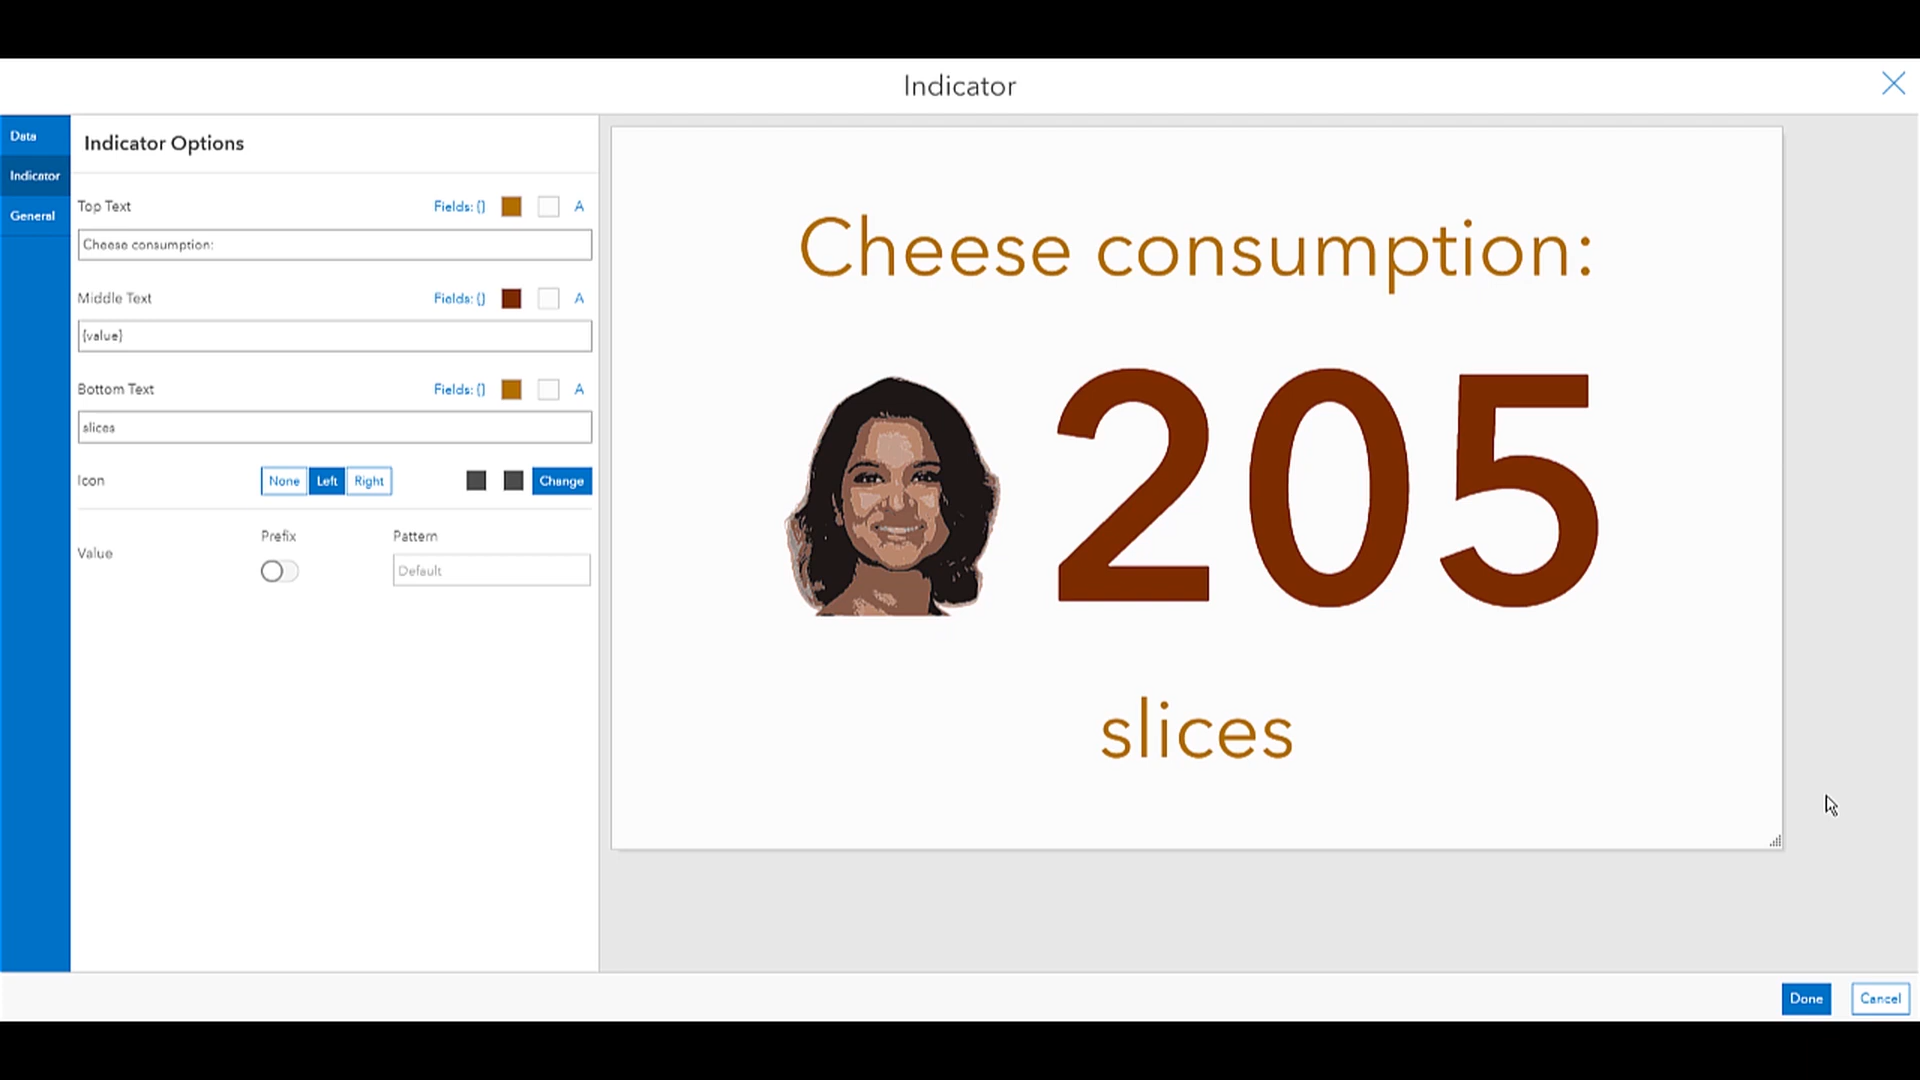 Indicator
Data
Indicator
General
Indicator Options
Top Text Fields: {} A
Cheese consumption:
Middle Text Fields: {} A
{value}
Bottom Text Fields: {} A
slices
Icon None Left Right Change
Value Prefix Pattern
Default
Cheese consumption:
205
slices
Done Cancel